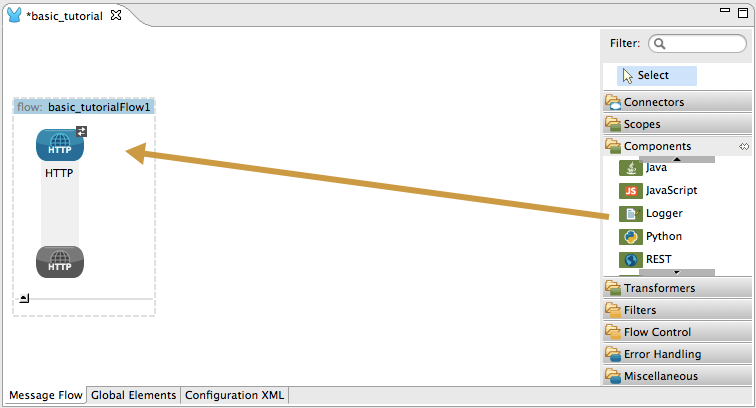 *basic_tutorial
Filter:
Select
Connectors
Scopes
Components
Java
JS JavaScript
Logger
Python
REST
Transformers
Filters
Flow Control
Error Handling
Miscellaneous
flow: basic_tutorialFlow1
HTTP
HTTP
HTTP
Message Flow Global Elements Configuration XML